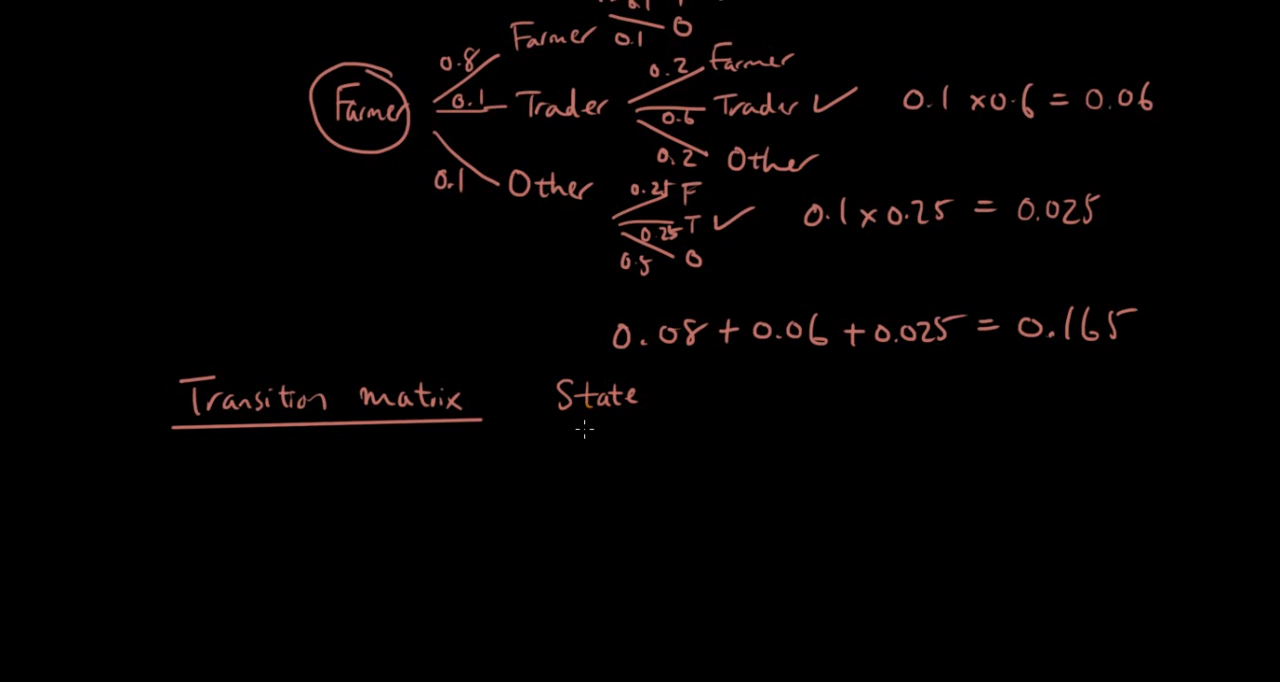 0.1 O
Farmer
0.8 Farmer
0.1 Trader
0.1 Other
0.2 Farmer
0.6 Trader ✓ 0.1 × 0.6 = 0.06
0.2 Other
0.25 F
0.25 T ✓ 0.1 × 0.25 = 0.025
0.5 O
0.08 + 0.06 + 0.025 = 0.165
Transition matrix State